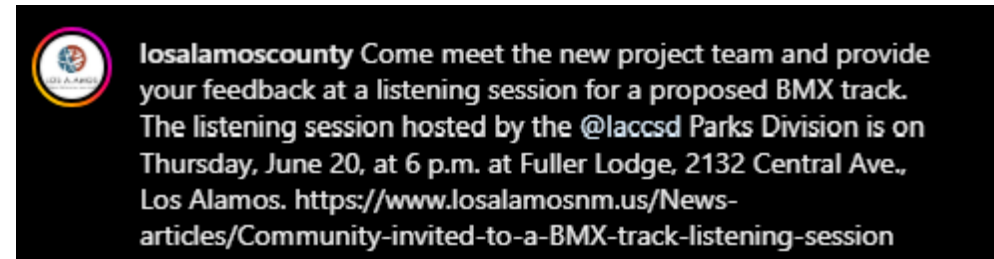 losalamoscounty Come meet the new project team and provide
your feedback at a listening session for a proposed BMX track.
The listening session hosted by the @laccsd Parks Division is on
Thursday, June 20, at 6 p.m. at Fuller Lodge, 2132 Central Ave.,
Los Alamos. https://www.losalamosnm.us/News-
articles/Community-invited-to-a-BMX-track-listening-session